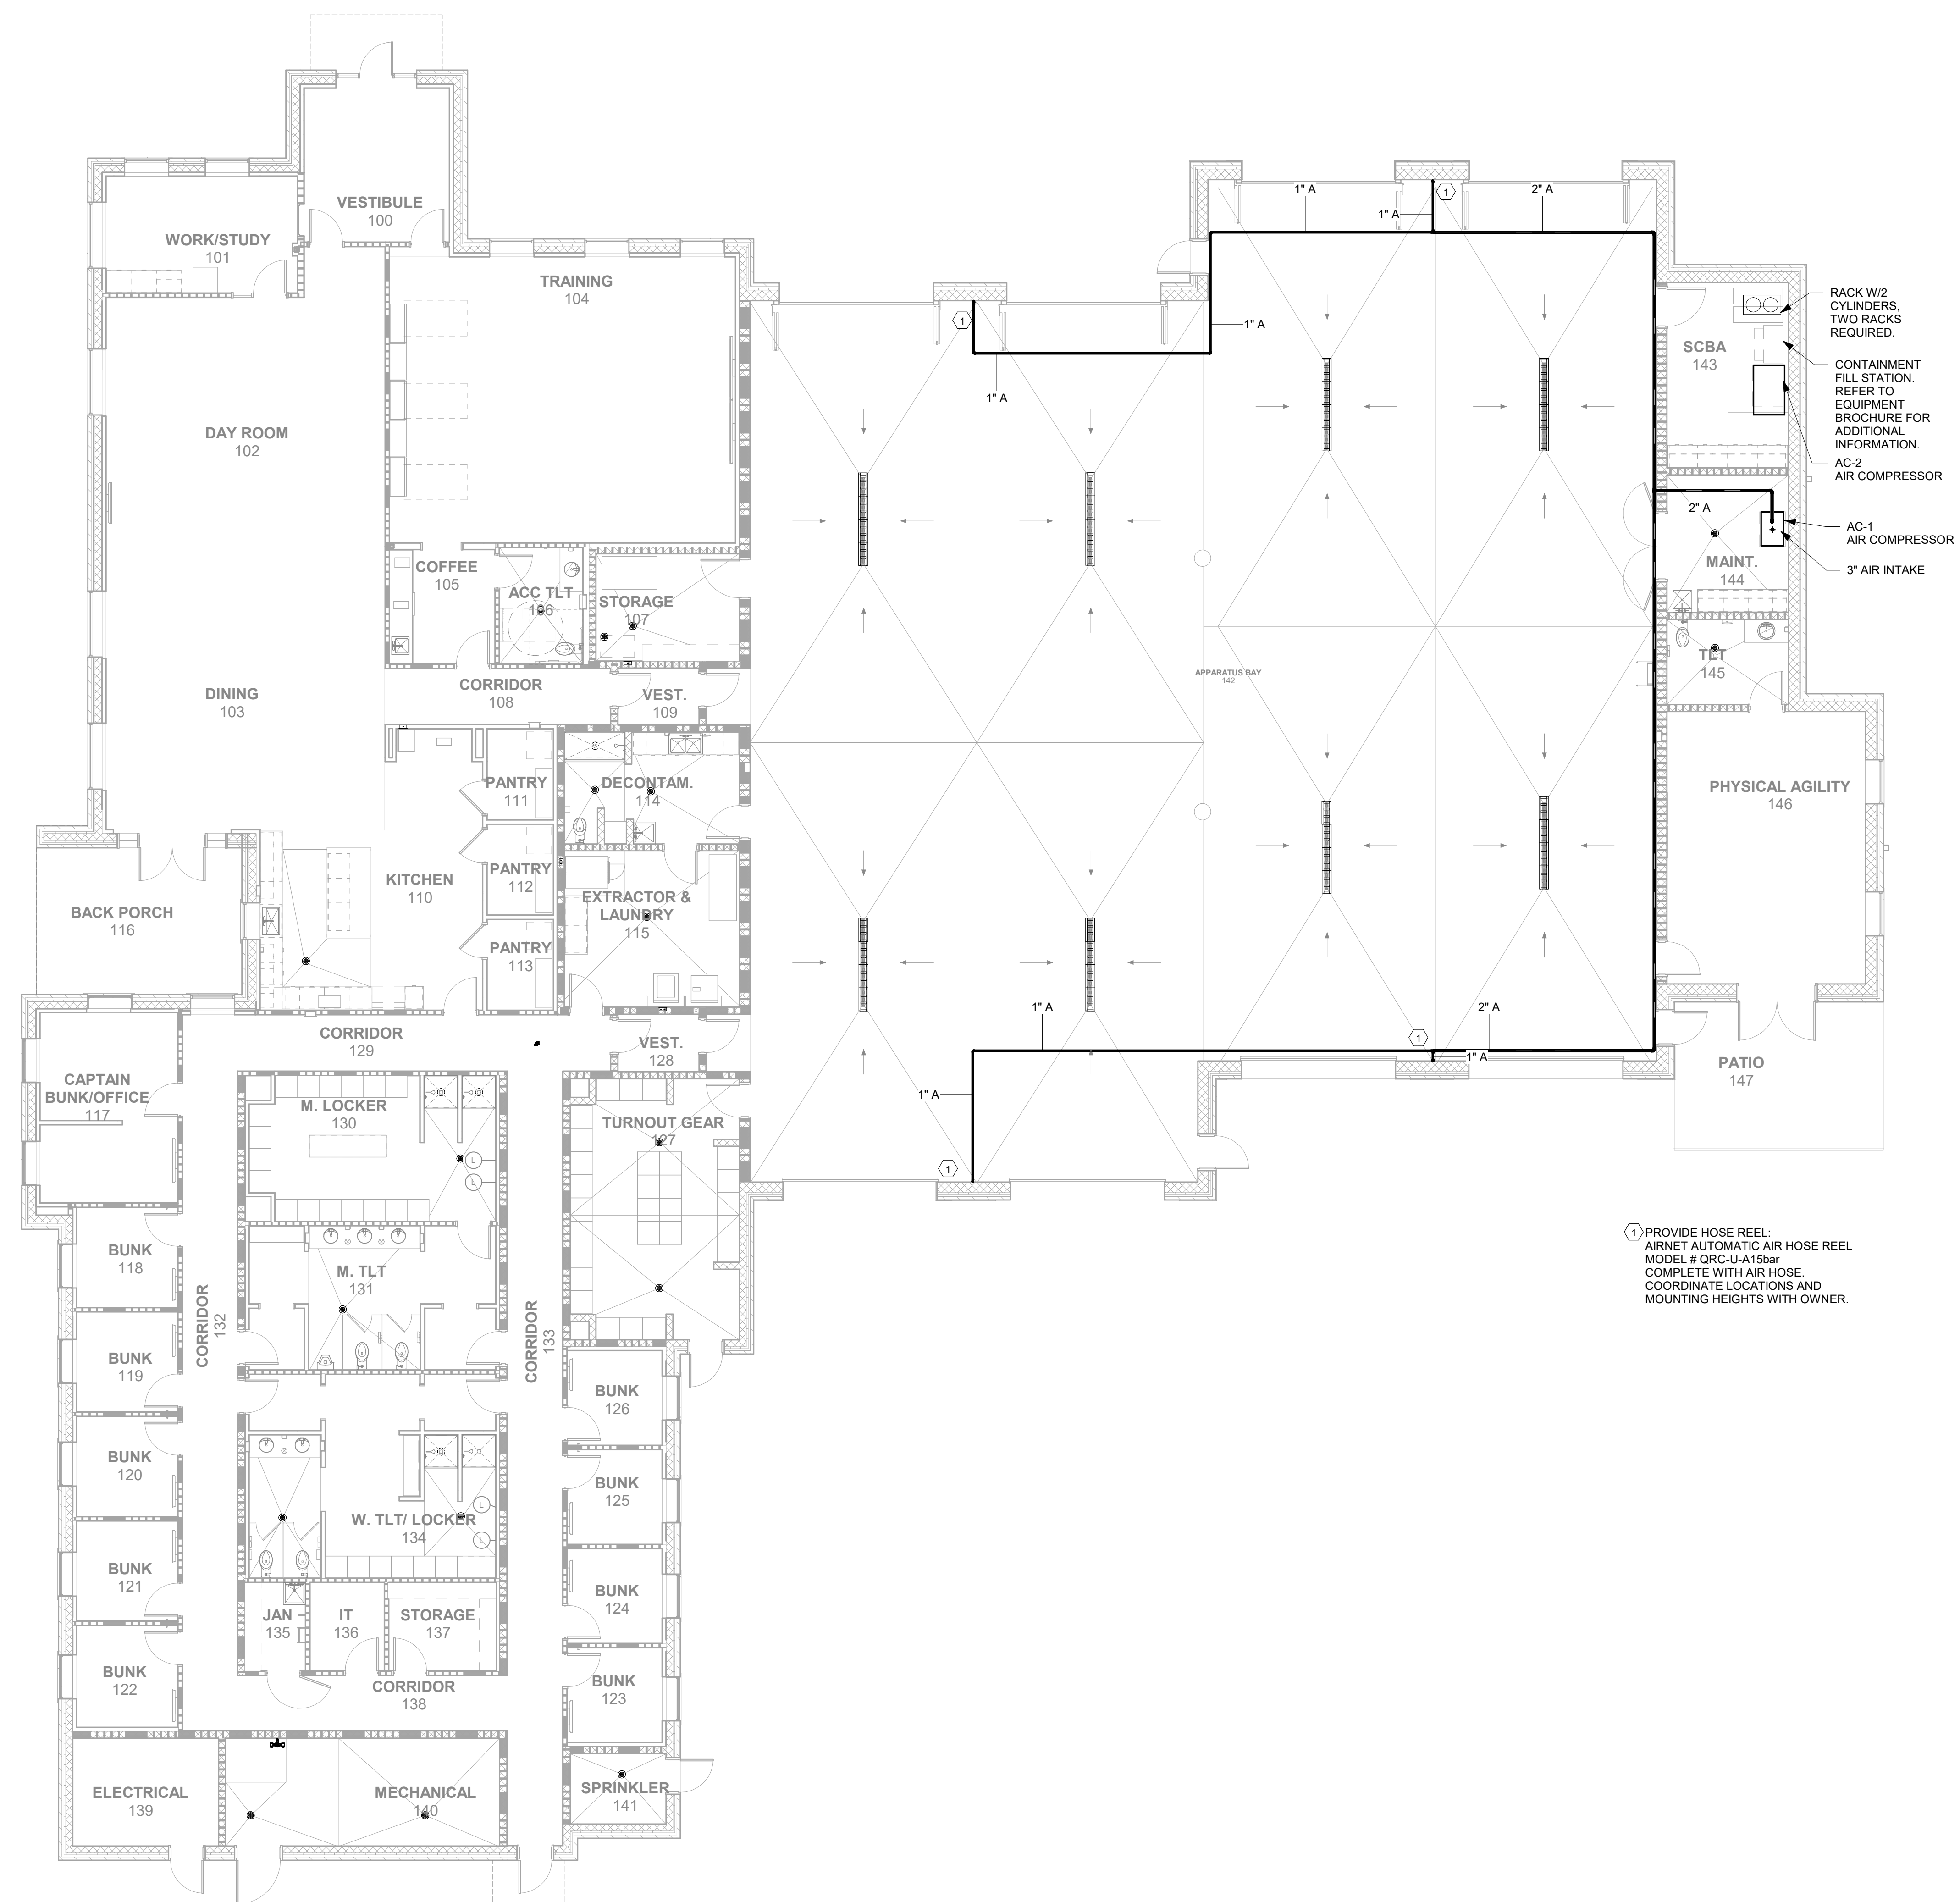 VESTIBULE
100
WORK/STUDY
101
TRAINING
104
DAY ROOM
102
COFFEE
105
ACC TLT
106
STORAGE
107
DINING
103
CORRIDOR
108
VEST.
109
PANTRY
111
DECONTAM.
114
PANTRY
112
KITCHEN
110
EXTRACTOR &
LAUNDRY
115
PANTRY
113
BACK PORCH
116
CORRIDOR
129
VEST.
128
CAPTAIN
BUNK/OFFICE
117
M. LOCKER
130
L
L
TURNOUT GEAR
127
BUNK
118
M. TLT
131
CORRIDOR
132
CORRIDOR
133
BUNK
119
BUNK
126
BUNK
120
BUNK
125
W. TLT/ LOCKER
134
L
L
BUNK
121
BUNK
124
JAN
135
IT
136
STORAGE
137
BUNK
122
CORRIDOR
138
BUNK
123
ELECTRICAL
139
MECHANICAL
140
SPRINKLER
141
1" A
1" A
1
2" A
1
1" A
1" A
APPARATUS BAY
142
SCBA
143
RACK W/2
CYLINDERS,
TWO RACKS
REQUIRED.
CONTAINMENT
FILL STATION.
REFER TO
EQUIPMENT
BROCHURE FOR
ADDITIONAL
INFORMATION.
AC-2
AIR COMPRESSOR
2" A
AC-1
AIR COMPRESSOR
MAINT.
144
3" AIR INTAKE
TLT
145
PHYSICAL AGILITY
146
1" A
2" A
1
1" A
PATIO
147
1" A
1
1 PROVIDE HOSE REEL:
AIRNET AUTOMATIC AIR HOSE REEL
MODEL # QRC-U-A15bar
COMPLETE WITH AIR HOSE.
COORDINATE LOCATIONS AND
MOUNTING HEIGHTS WITH OWNER.